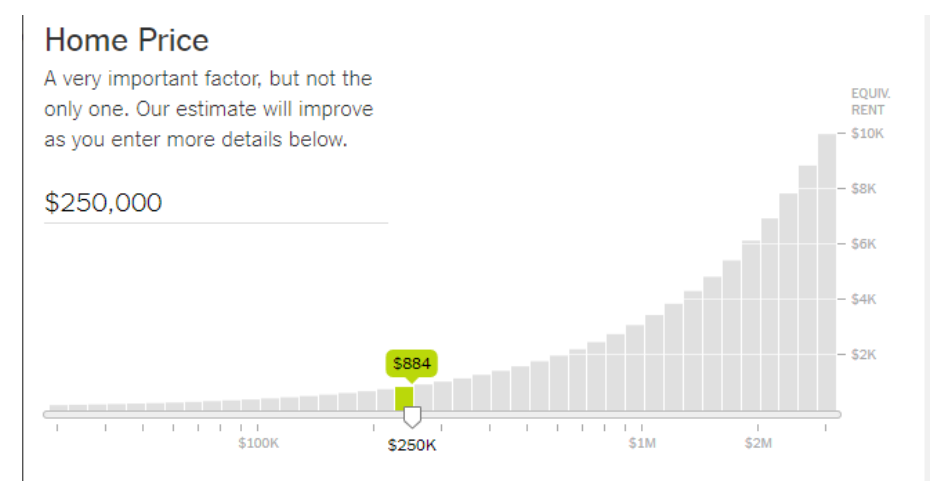 Home Price
A very important factor, but not the
only one. Our estimate will improve
as you enter more details below.
$250,000
EQUIV.
RENT
$10K
$8K
$6K
$4K
$2K
$884
$100K
$250K
$1M
$2M